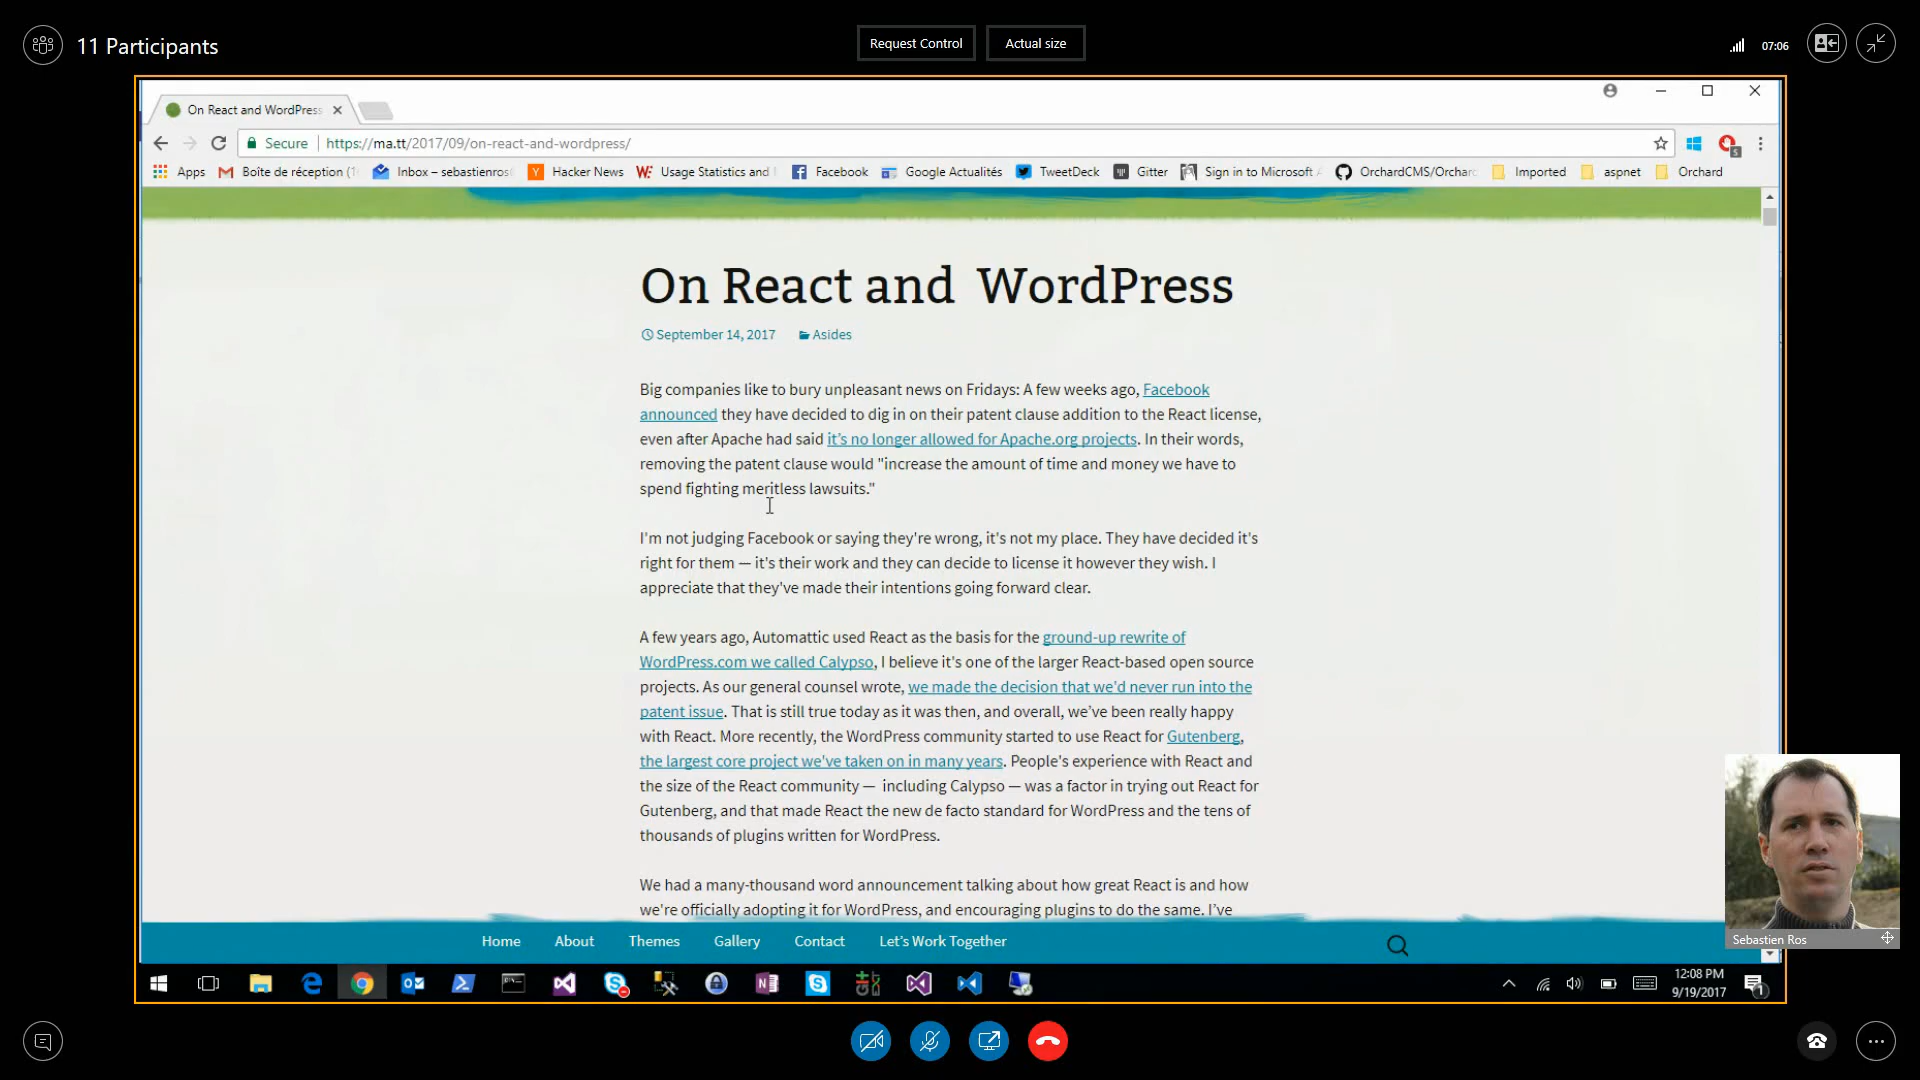 11 Participants
Request Control
Actual size
07:06
On React and WordPress
Secure
https://ma.tt/2017/09/on-react-and-wordpress/
Apps
Boîte de réception (1
Inbox – sebastienros
Hacker News
Usage Statistics and
Facebook
Google Actualités
TweetDeck
Gitter
Sign in to Microsoft
OrchardCMS/Orchard
Imported
aspnet
Orchard
On React and WordPress
September 14, 2017
Asides
Big companies like to bury unpleasant news on Fridays: A few weeks ago, Facebook
announced they have decided to dig in on their patent clause addition to the React license,
even after Apache had said it's no longer allowed for Apache.org projects. In their words,
removing the patent clause would "increase the amount of time and money we have to
spend fighting meritless lawsuits."
I'm not judging Facebook or saying they're wrong, it's not my place. They have decided it's
right for them — it's their work and they can decide to license it however they wish. I
appreciate that they've made their intentions going forward clear.
A few years ago, Automattic used React as the basis for the ground-up rewrite of
WordPress.com we called Calypso, I believe it's one of the larger React-based open source
projects. As our general counsel wrote, we made the decision that we'd never run into the
patent issue. That is still true today as it was then, and overall, we've been really happy
with React. More recently, the WordPress community started to use React for Gutenberg,
the largest core project we've taken on in many years. People's experience with React and
the size of the React community — including Calypso — was a factor in trying out React for
Gutenberg, and that made React the new de facto standard for WordPress and the tens of
thousands of plugins written for WordPress.
We had a many-thousand word announcement talking about how great React is and how
we're officially adopting it for WordPress, and encouraging plugins to do the same. I've
Home
About
Themes
Gallery
Contact
Let's Work Together
Sebastien Ros
12:08 PM
9/19/2017